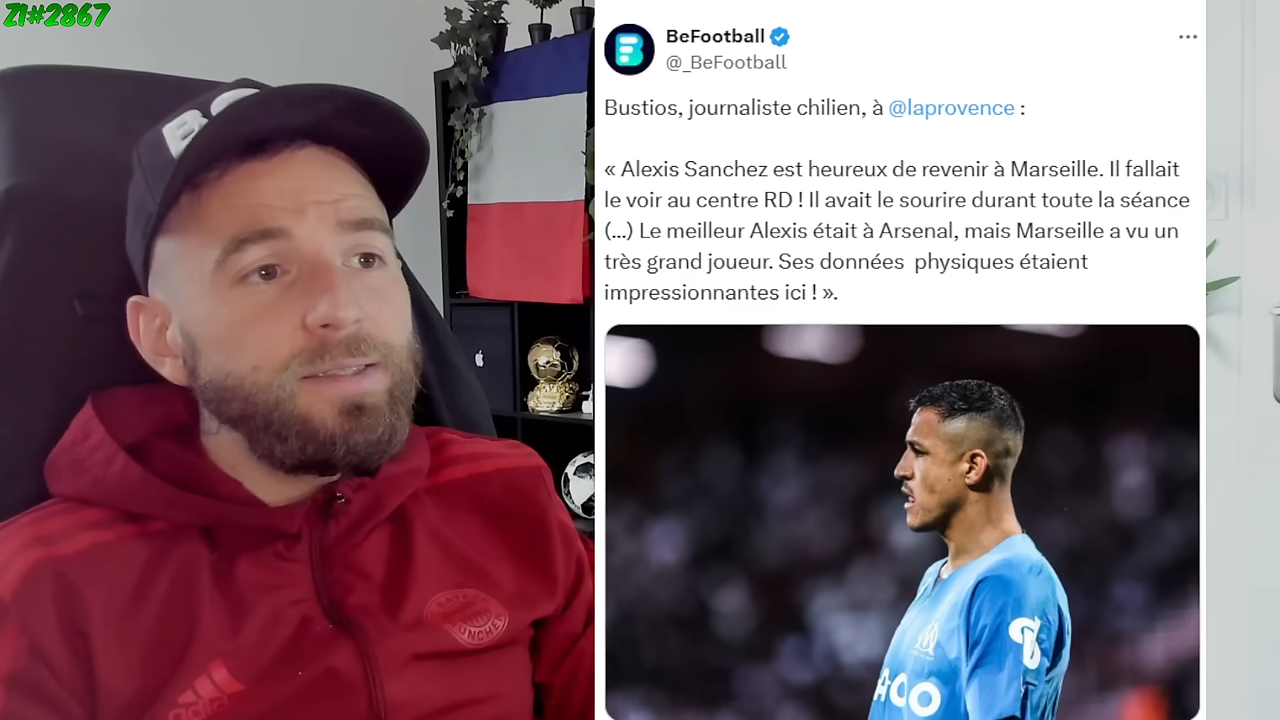 ZI#2867
BeFootball
@_BeFootball
Bustios, journaliste chilien, à @laprovence :
« Alexis Sanchez est heureux de revenir à Marseille. Il fallait
le voir au centre RD ! Il avait le sourire durant toute la séance
(...) Le meilleur Alexis était à Arsenal, mais Marseille a vu un
très grand joueur. Ses données physiques étaient
impressionnantes ici ! ».
adidas